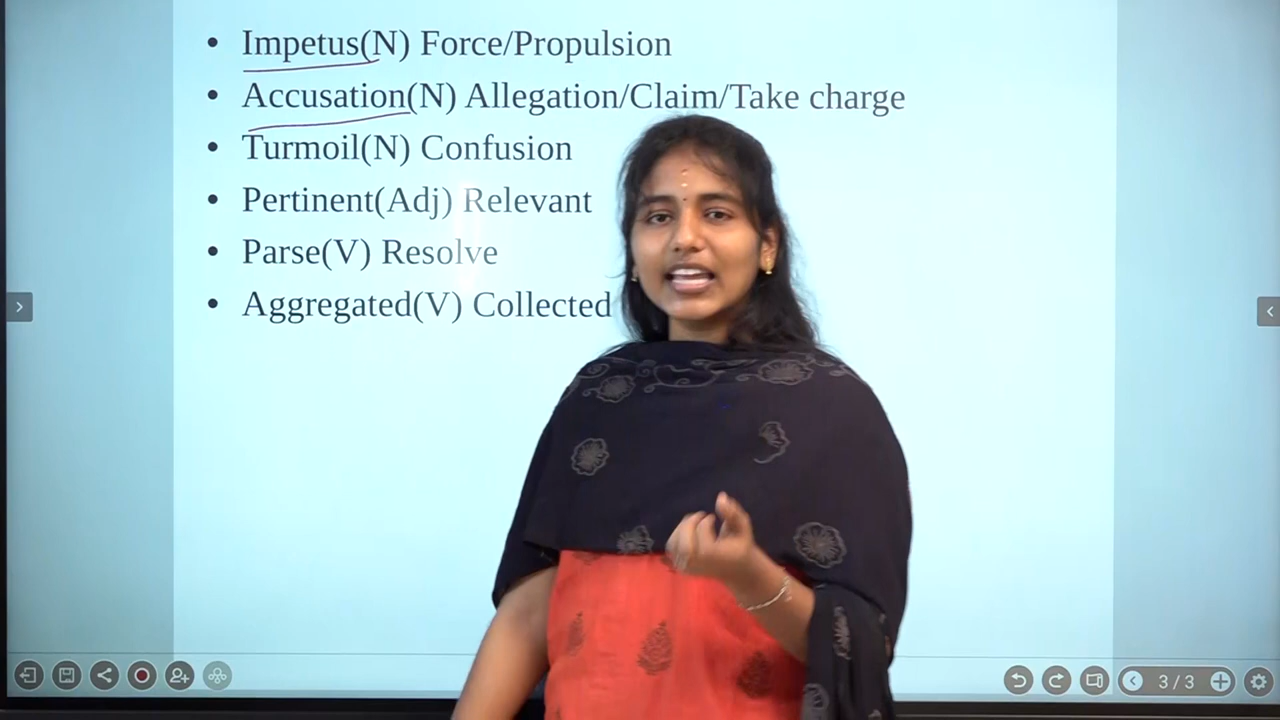 • Impetus(N) Force/Propulsion
• Accusation(N) Allegation/Claim/Take charge
• Turmoil(N) Confusion
• Pertinent(Adj) Relevant
• Parse(V) Resolve
• Aggregated(V) Collected
3/3